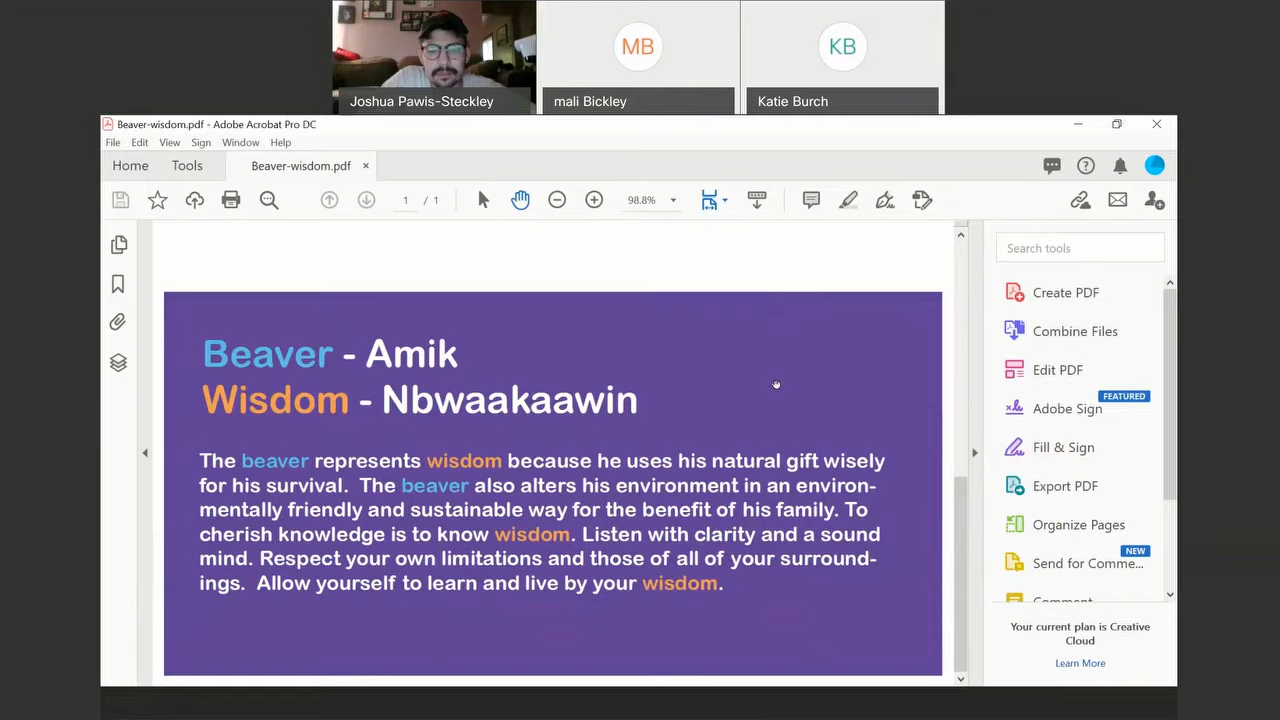 MB
KB
Joshua Pawis-Steckley
mali Bickley
Katie Burch
Beaver-wisdom.pdf - Adobe Acrobat Pro DC
File Edit View Sign Window Help
Home Tools Beaver-wisdom.pdf ×
1 / 1 98.8%
Search tools
Create PDF
Combine Files
Edit PDF
FEATURED
Adobe Sign
Fill & Sign
Export PDF
Organize Pages
NEW
Send for Comme...
Comment
Your current plan is Creative
Cloud
Learn More
Beaver - Amik
Wisdom - Nbwaakaawin
The beaver represents wisdom because he uses his natural gift wisely
for his survival.  The beaver also alters his environment in an environ-
mentally friendly and sustainable way for the benefit of his family. To
cherish knowledge is to know wisdom. Listen with clarity and a sound
mind. Respect your own limitations and those of all of your surround-
ings.  Allow yourself to learn and live by your wisdom.